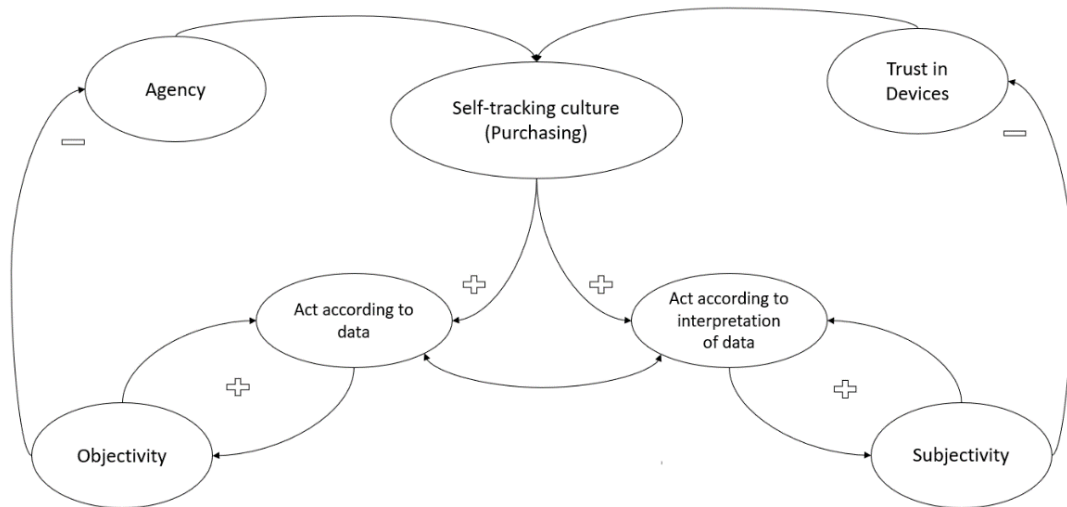 Agency
Self-tracking culture
(Purchasing)
Trust in
Devices
Act according to
data
Act according to
interpretation
of data
Objectivity
Subjectivity